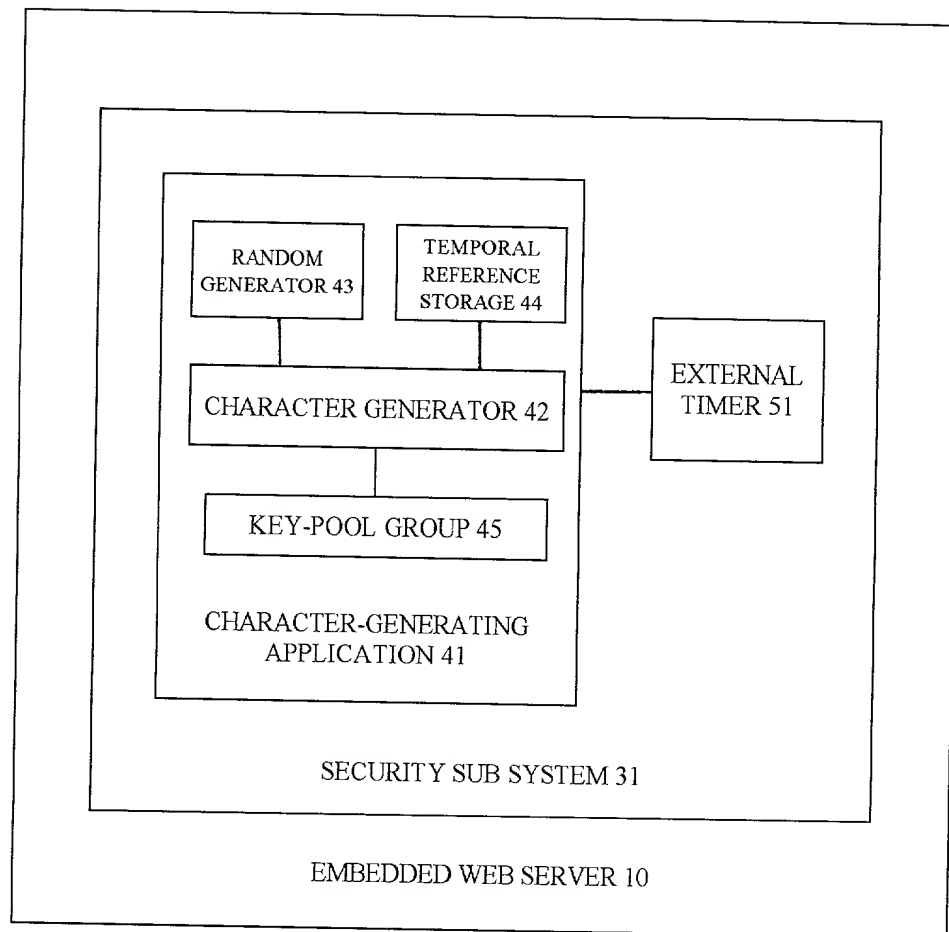 RANDOM
GENERATOR 43
TEMPORAL
REFERENCE
STORAGE 44
CHARACTER GENERATOR 42
EXTERNAL
TIMER 51
KEY-POOL GROUP 45
CHARACTER-GENERATING
APPLICATION 41
SECURITY SUB SYSTEM 31
EMBEDDED WEB SERVER 10